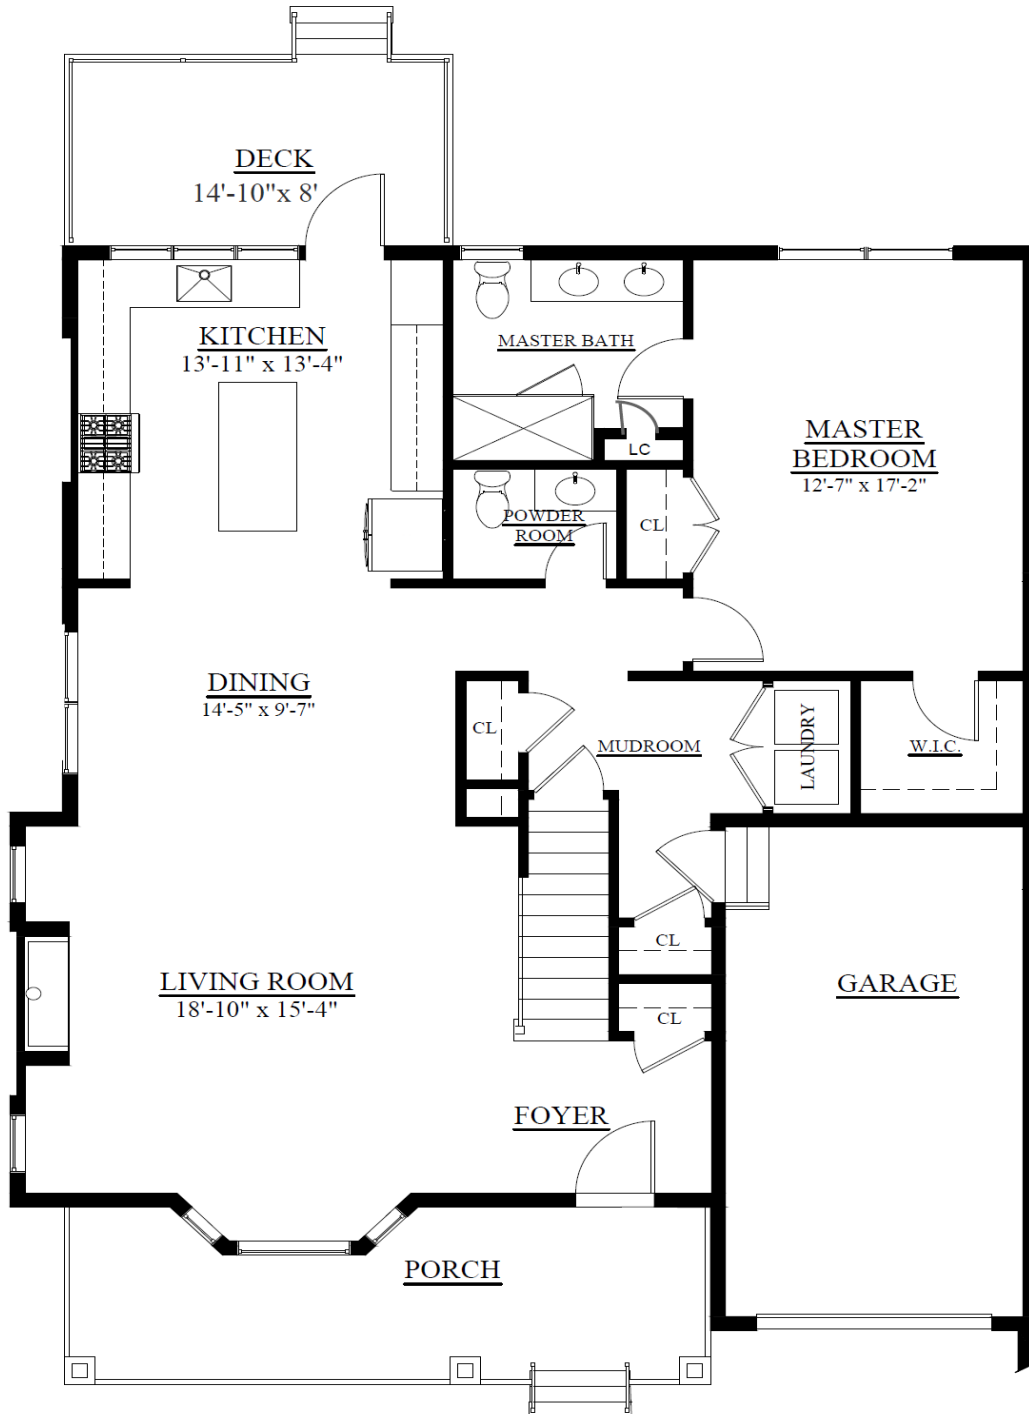 DECK
14'-10"x 8'
KITCHEN
13'-11" x 13'-4"
MASTER BATH
LC
MASTER
BEDROOM
12'-7" x 17'-2"
POWDER
ROOM
CL
DINING
14'-5" x 9'-7"
CL
MUDROOM
LAUNDRY
W.I.C.
CL
LIVING ROOM
18'-10" x 15'-4"
GARAGE
CL
FOYER
PORCH